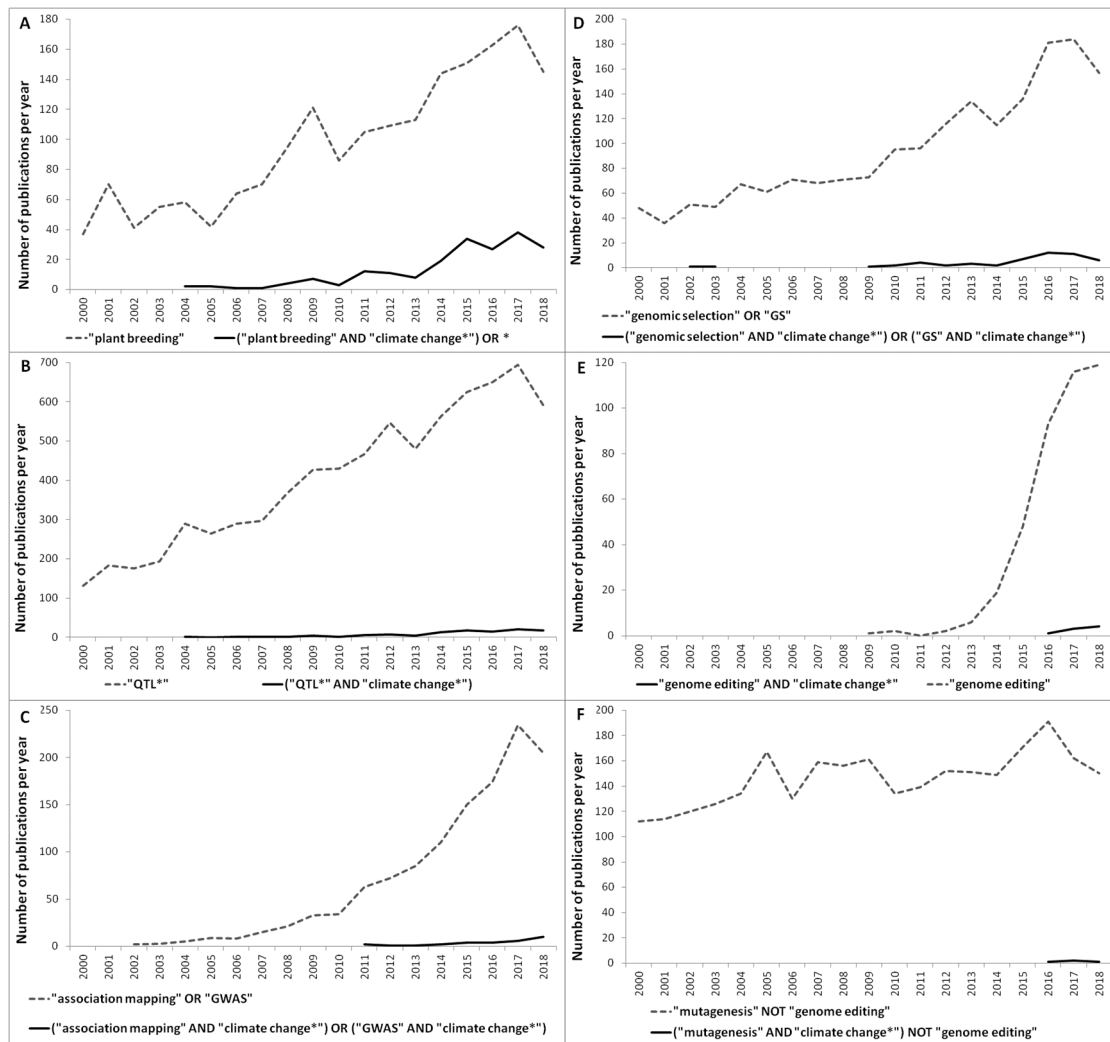 A
Number of publications per year
180
160
140
120
100
80
60
40
20
0
2000 2001 2002 2003 2004 2005 2006 2007 2008 2009 2010 2011 2012 2013 2014 2015 2016 2017 2018
"plant breeding" ("plant breeding" AND "climate change*") OR *
B
Number of publications per year
700
600
500
400
300
200
100
0
2000 2001 2002 2003 2004 2005 2006 2007 2008 2009 2010 2011 2012 2013 2014 2015 2016 2017 2018
"QTL*" ("QTL*" AND "climate change*")
C
Number of publications per year
250
200
150
100
50
0
2000 2001 2002 2003 2004 2005 2006 2007 2008 2009 2010 2011 2012 2013 2014 2015 2016 2017 2018
"association mapping" OR "GWAS"
("association mapping" AND "climate change*") OR ("GWAS" AND "climate change*")
D
Number of publications per year
200
180
160
140
120
100
80
60
40
20
0
2000 2001 2002 2003 2004 2005 2006 2007 2008 2009 2010 2011 2012 2013 2014 2015 2016 2017 2018
"genomic selection" OR "GS"
("genomic selection" AND "climate change*") OR ("GS" AND "climate change*")
E
Number of pubblications per year
120
100
80
60
40
20
0
2000 2001 2002 2003 2004 2005 2006 2007 2008 2009 2010 2011 2012 2013 2014 2015 2016 2017 2018
"genome editing" AND "climate change*" "genome editing"
F
Number of publications per year
200
180
160
140
120
100
80
60
40
20
0
2000 2001 2002 2003 2004 2005 2006 2007 2008 2009 2010 2011 2012 2013 2014 2015 2016 2017 2018
"mutagenesis" NOT "genome editing"
("mutagenesis" AND "climate change*") NOT "genome editing"